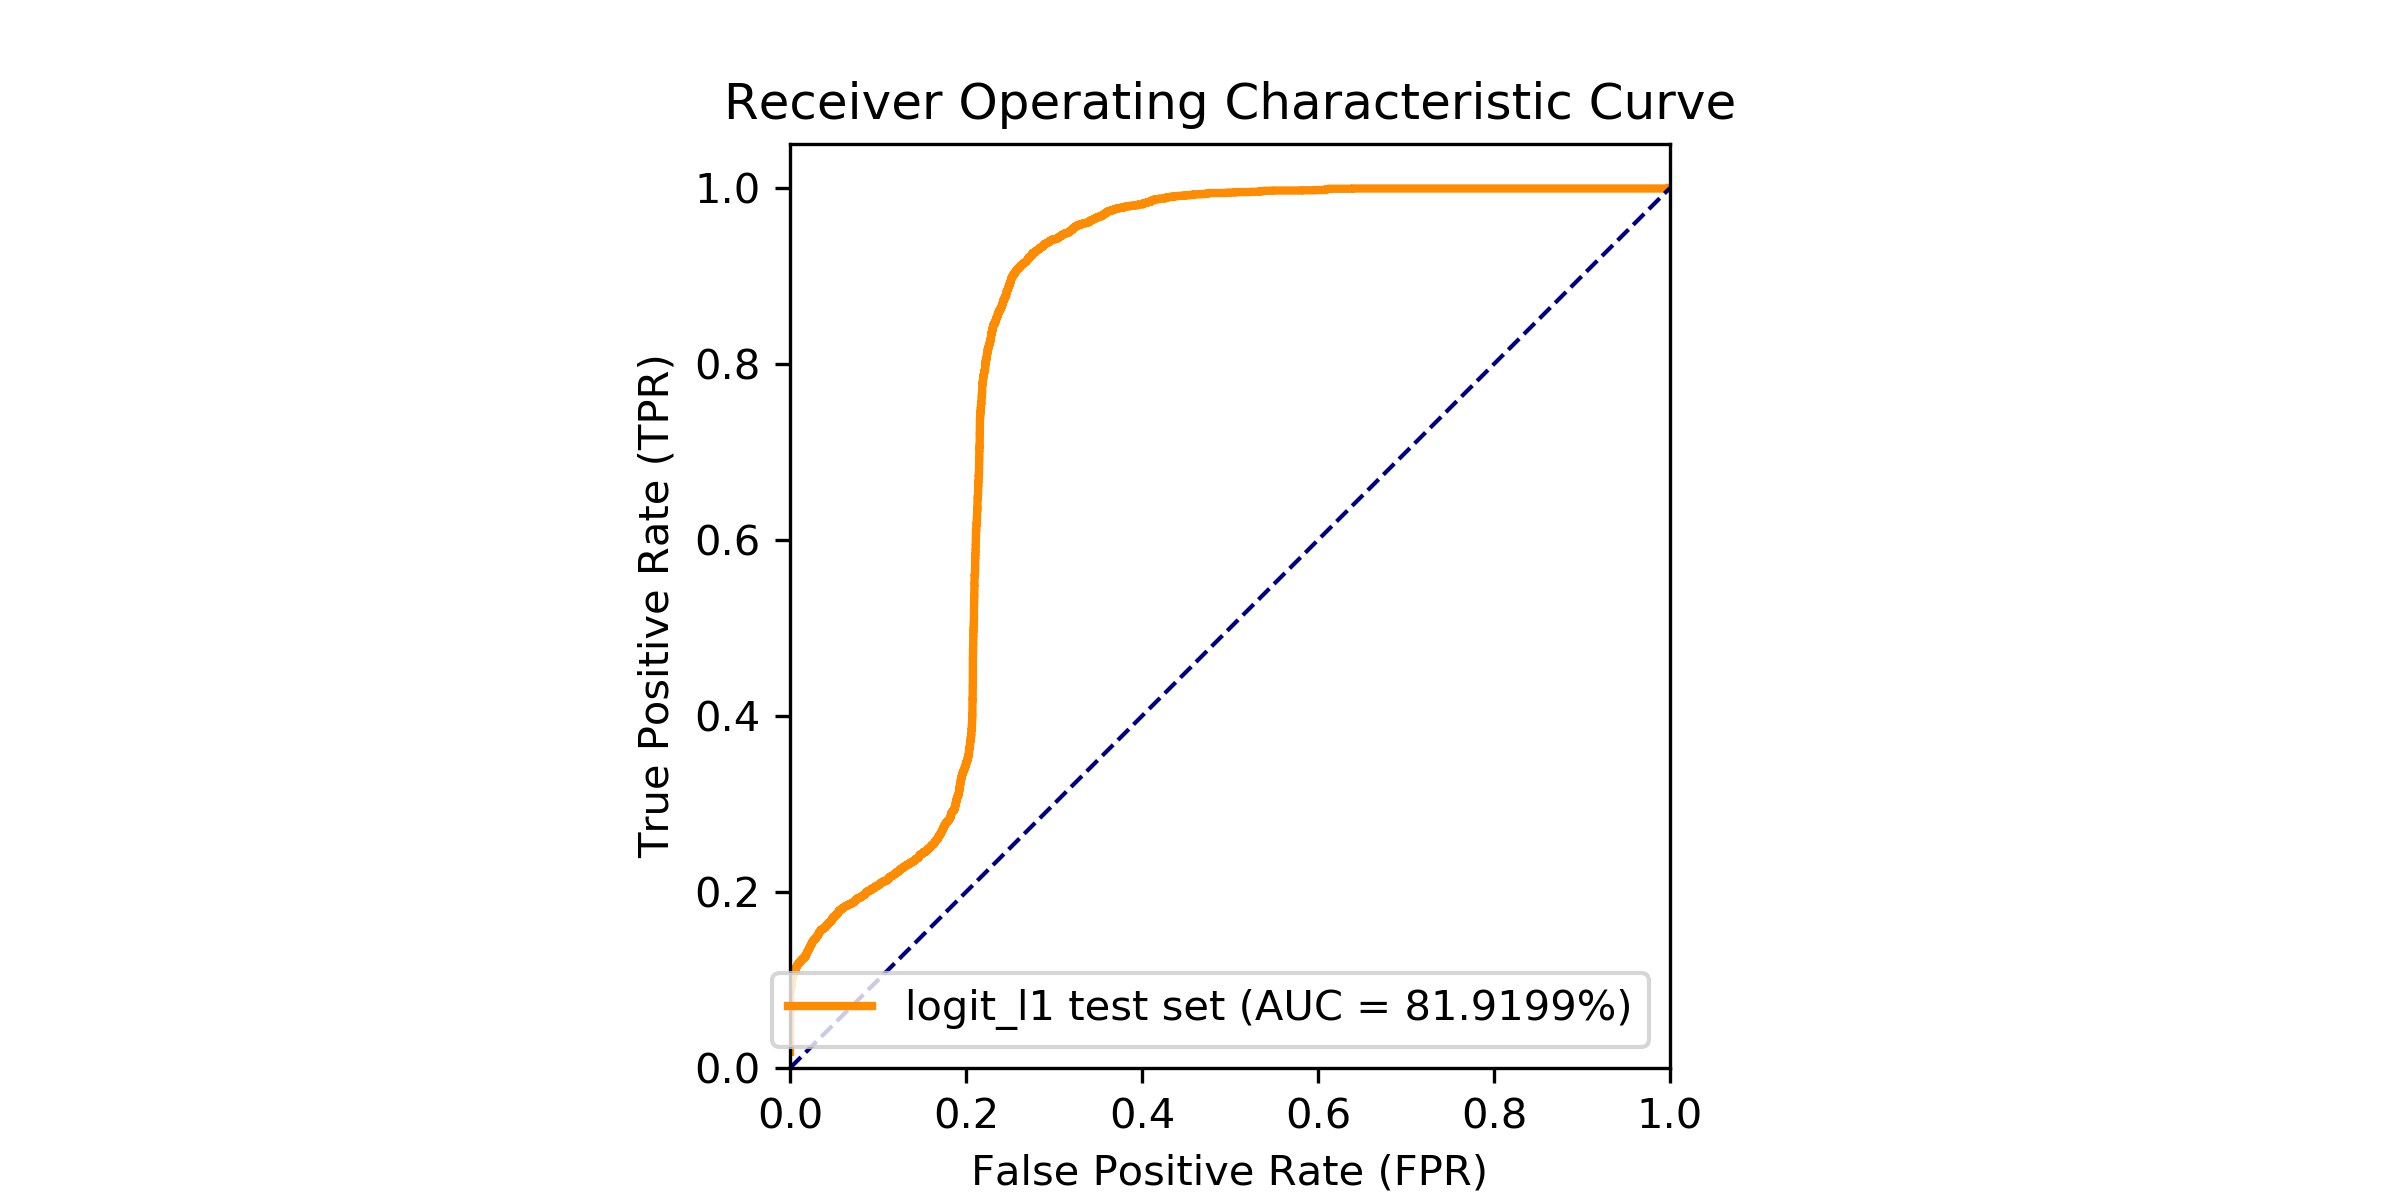 Receiver Operating Characteristic Curve
True Positive Rate (TPR)
1.0
0.8
0.6
0.4
0.2
0.0
logit_l1 test set (AUC = 81.9199%)
0.0 0.2 0.4 0.6 0.8 1.0
False Positive Rate (FPR)